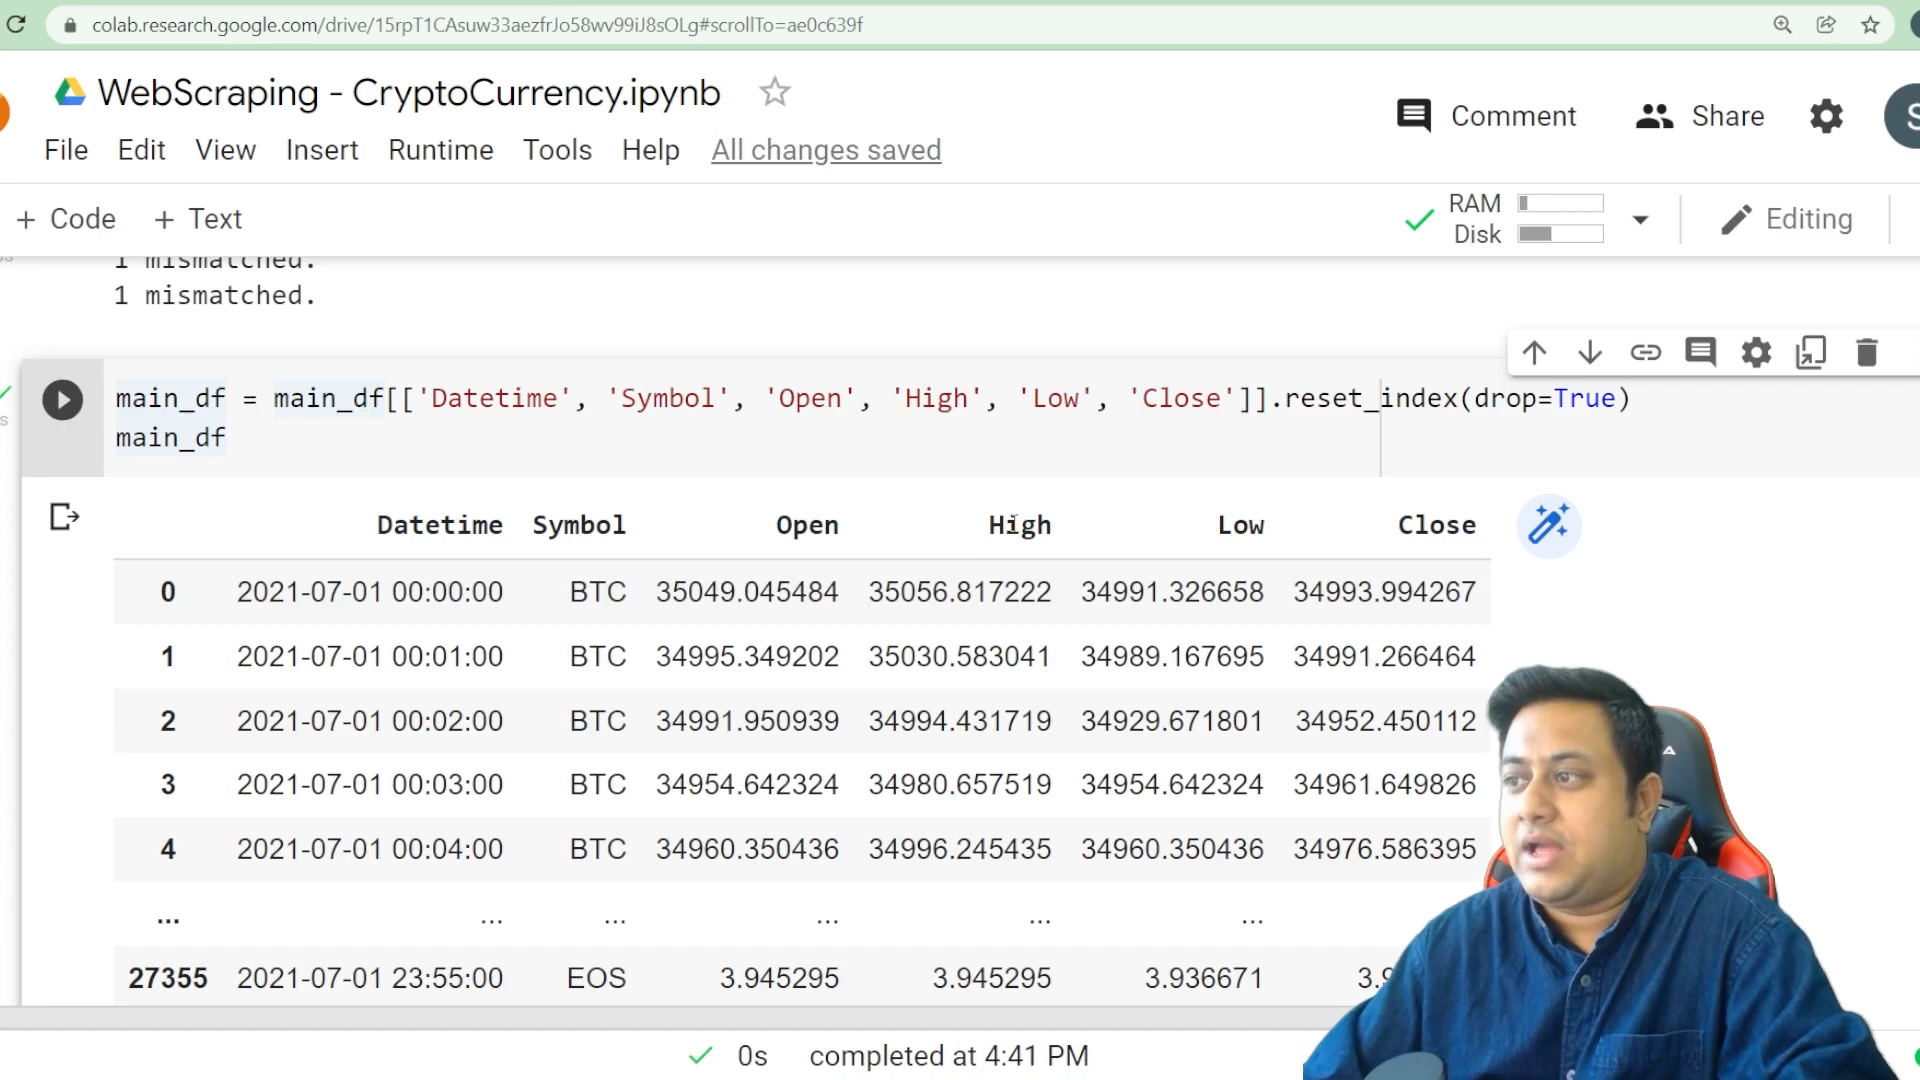 colab.research.google.com/drive/15rpT1CAsuw33aezfrJo58wv99iJ8sOLg#scrollTo=ae0c639f
WebScraping - CryptoCurrency.ipynb
Comment Share S
File Edit View Insert Runtime Tools Help All changes saved
+ Code + Text RAM Disk Editing
1 mismatched.
1 mismatched.
main_df = main_df[['Datetime', 'Symbol', 'Open', 'High', 'Low', 'Close']].reset_index(drop=True)
main_df
Datetime Symbol Open High Low Close
0 2021-07-01 00:00:00 BTC 35049.045484 35056.817222 34991.326658 34993.994267
1 2021-07-01 00:01:00 BTC 34995.349202 35030.583041 34989.167695 34991.266464
2 2021-07-01 00:02:00 BTC 34991.950939 34994.431719 34929.671801 34952.450112
3 2021-07-01 00:03:00 BTC 34954.642324 34980.657519 34954.642324 34961.649826
4 2021-07-01 00:04:00 BTC 34960.350436 34996.245435 34960.350436 34976.586395
... ... ... ... ... ...
27355 2021-07-01 23:55:00 EOS 3.945295 3.945295 3.936671
0s completed at 4:41 PM